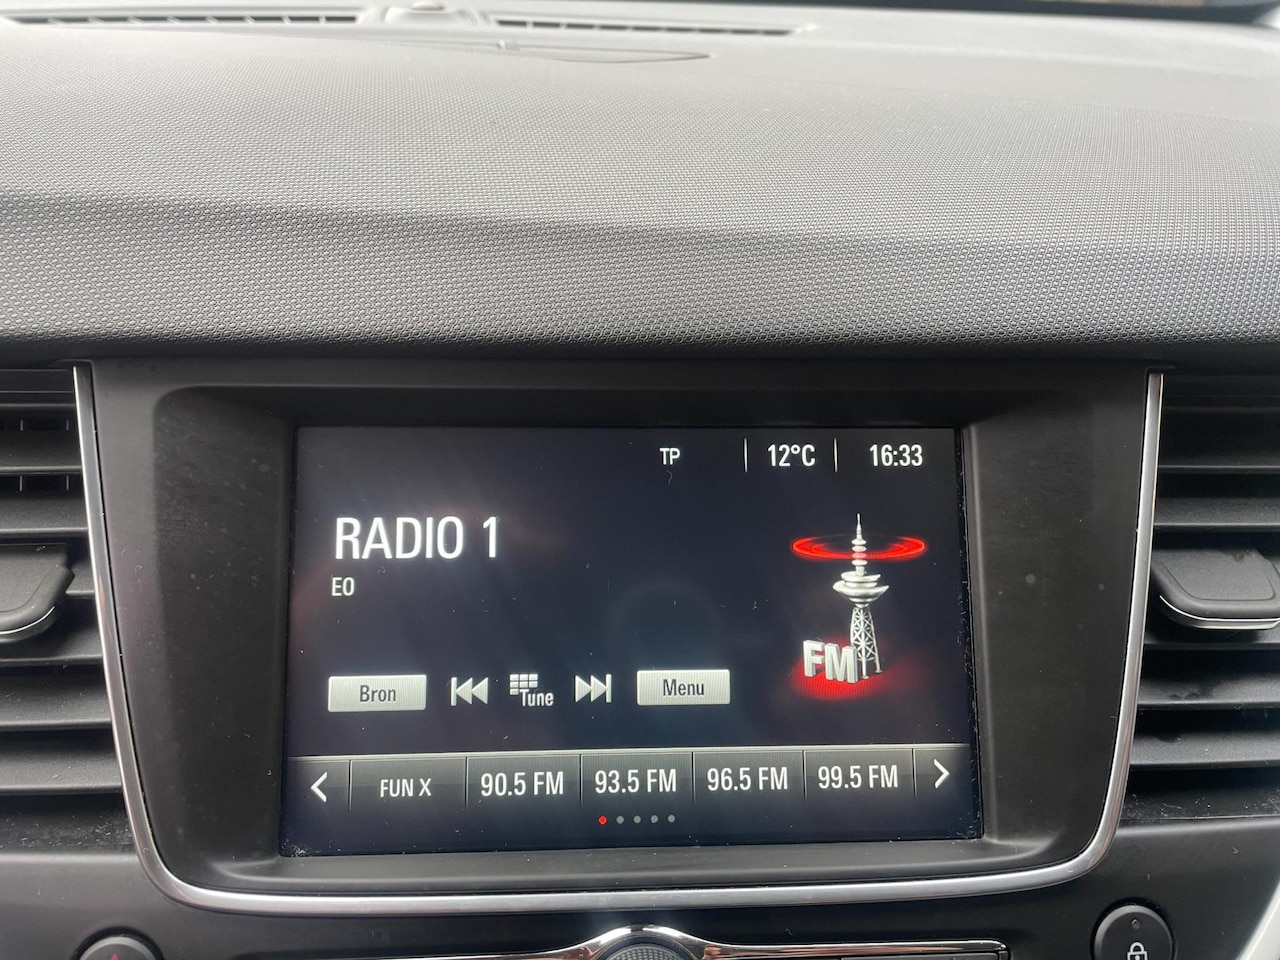 TP 12°C 16:33
RADIO 1
EO
FM
Bron Tune Menu
FUN X 90.5 FM 93.5 FM 96.5 FM 99.5 FM